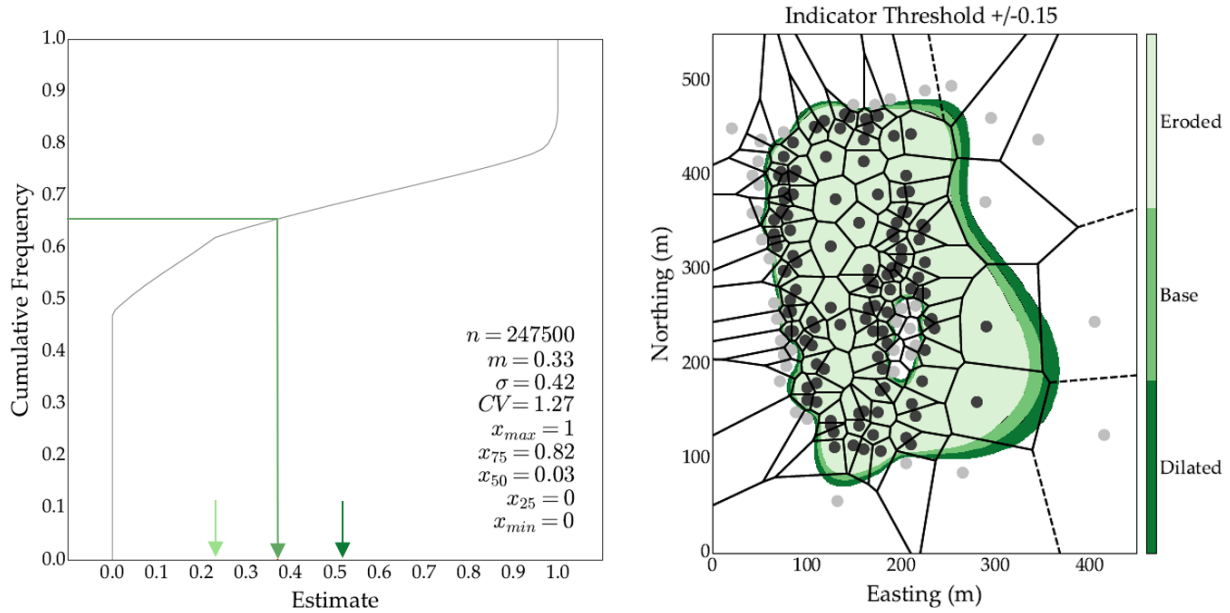 Indicator Threshold +/-0.15
1.0
0.9
0.8
0.7
0.6
0.5
0.4
0.3
0.2
0.1
0.0
Cumulative Frequency
n = 247500
m = 0.33
σ = 0.42
CV = 1.27
x_max = 1
x_75 = 0.82
x_50 = 0.03
x_25 = 0
x_min = 0
0.0 0.1 0.2 0.3 0.4 0.5 0.6 0.7 0.8 0.9 1.0
Estimate
500
400
300
200
100
0
Northing (m)
0 100 200 300 400
Easting (m)
Eroded
Base
Dilated